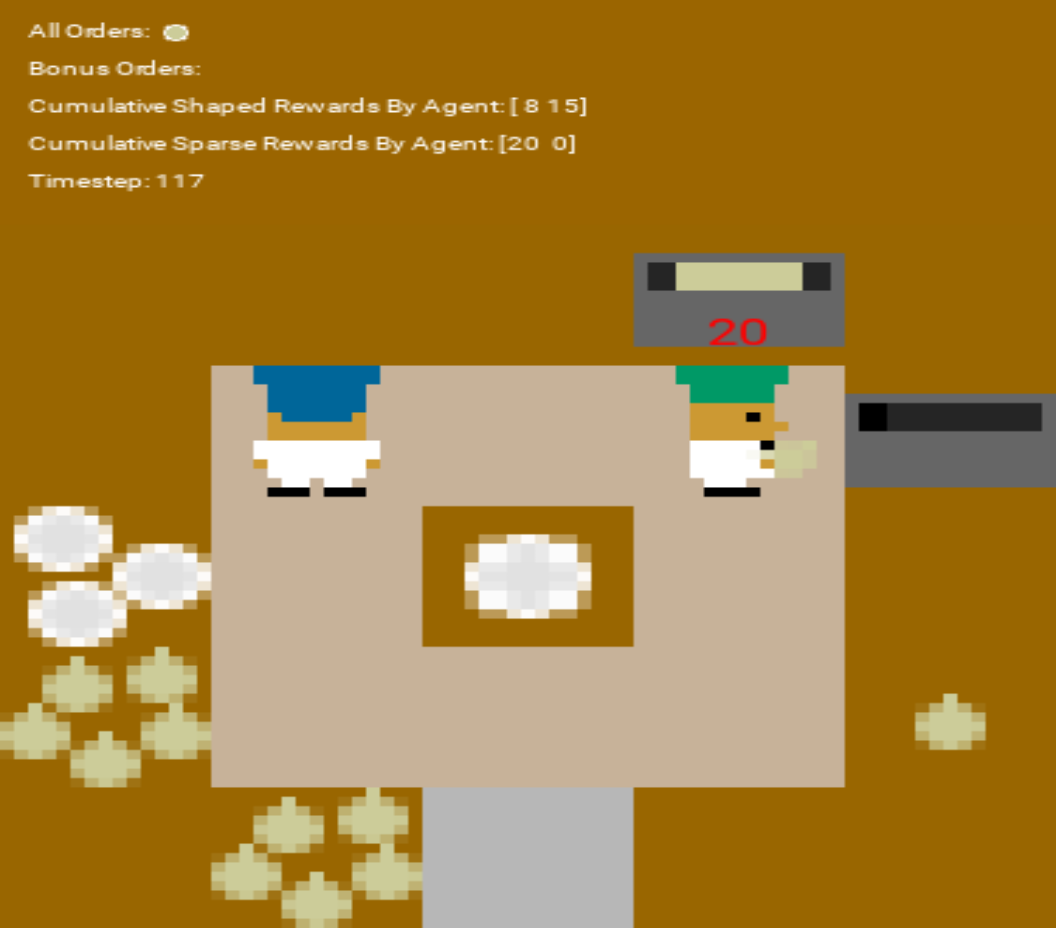 All Orders:
Bonus Orders:
Cumulative Shaped Rewards By Agent: [ 8 15]
Cumulative Sparse Rewards By Agent: [20  0]
Timestep: 117
20